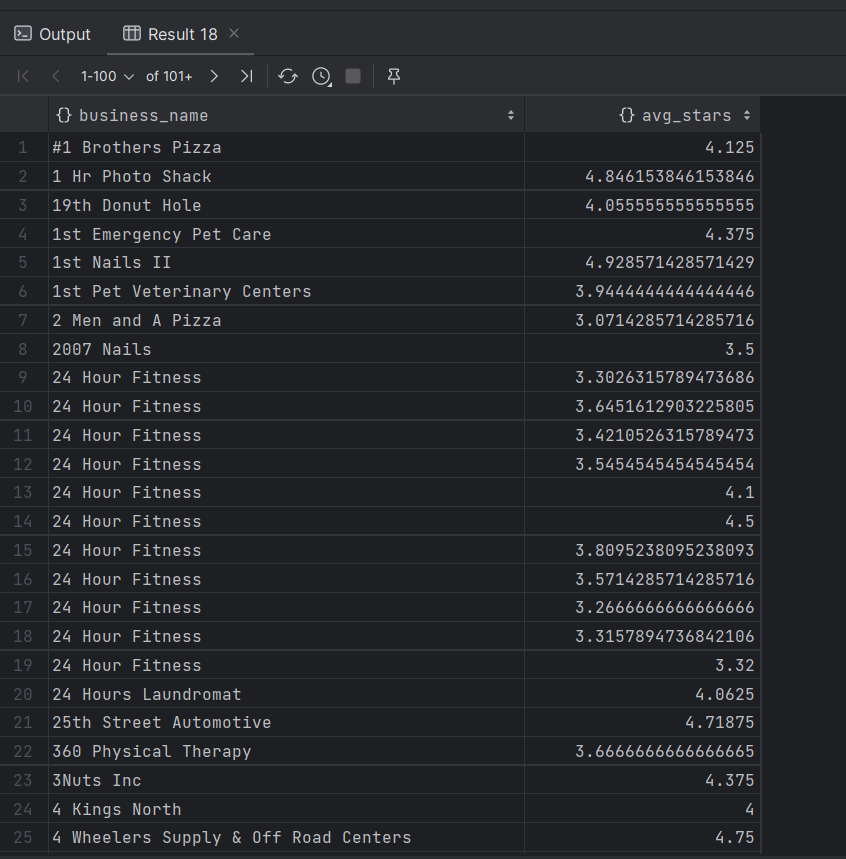 Output Result 18
1-100 of 101+
{} business_name {} avg_stars
1 #1 Brothers Pizza 4.125
2 1 Hr Photo Shack 4.846153846153846
3 19th Donut Hole 4.055555555555555
4 1st Emergency Pet Care 4.375
5 1st Nails II 4.928571428571429
6 1st Pet Veterinary Centers 3.9444444444444446
7 2 Men and A Pizza 3.0714285714285716
8 2007 Nails 3.5
9 24 Hour Fitness 3.3026315789473686
10 24 Hour Fitness 3.6451612903225805
11 24 Hour Fitness 3.4210526315789473
12 24 Hour Fitness 3.5454545454545454
13 24 Hour Fitness 4.1
14 24 Hour Fitness 4.5
15 24 Hour Fitness 3.8095238095238093
16 24 Hour Fitness 3.5714285714285716
17 24 Hour Fitness 3.2666666666666666
18 24 Hour Fitness 3.3157894736842106
19 24 Hour Fitness 3.32
20 24 Hours Laundromat 4.0625
21 25th Street Automotive 4.71875
22 360 Physical Therapy 3.6666666666666665
23 3Nuts Inc 4.375
24 4 Kings North 4
25 4 Wheelers Supply & Off Road Centers 4.75